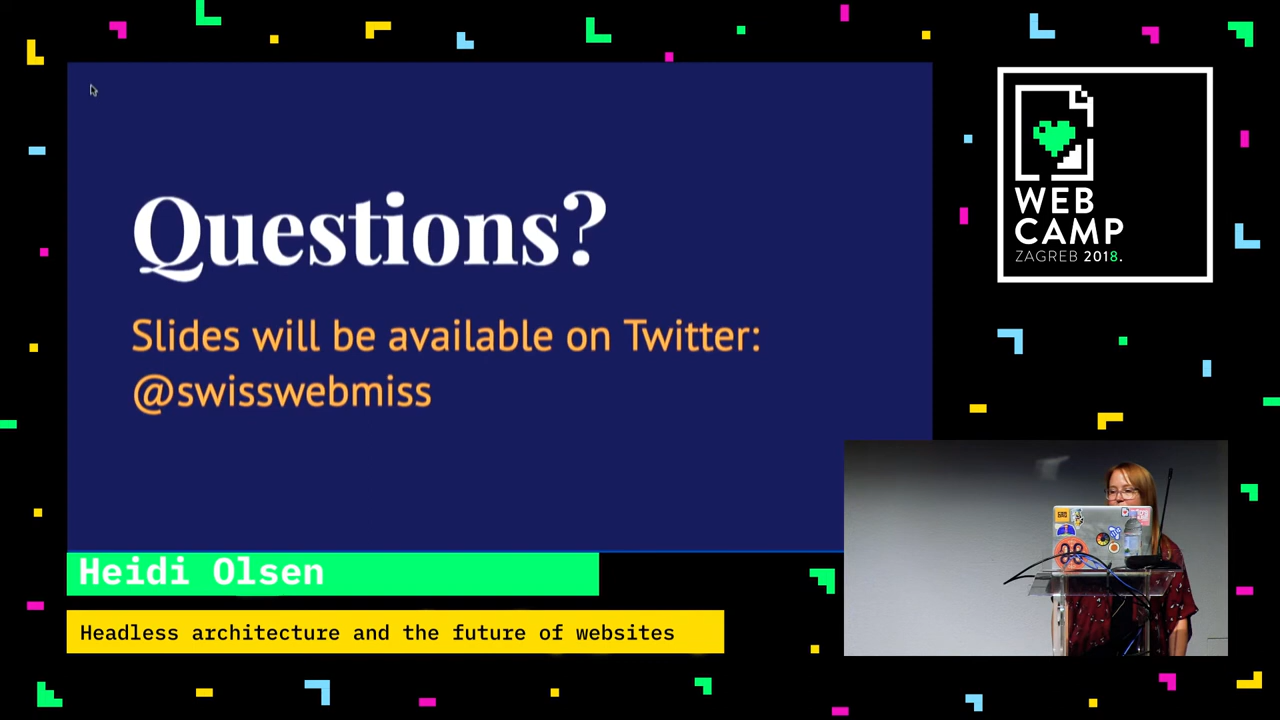 Questions?
Slides will be available on Twitter:
@swisswebmiss
WEB
CAMP
ZAGREB 2018.
Heidi Olsen
Headless architecture and the future of websites